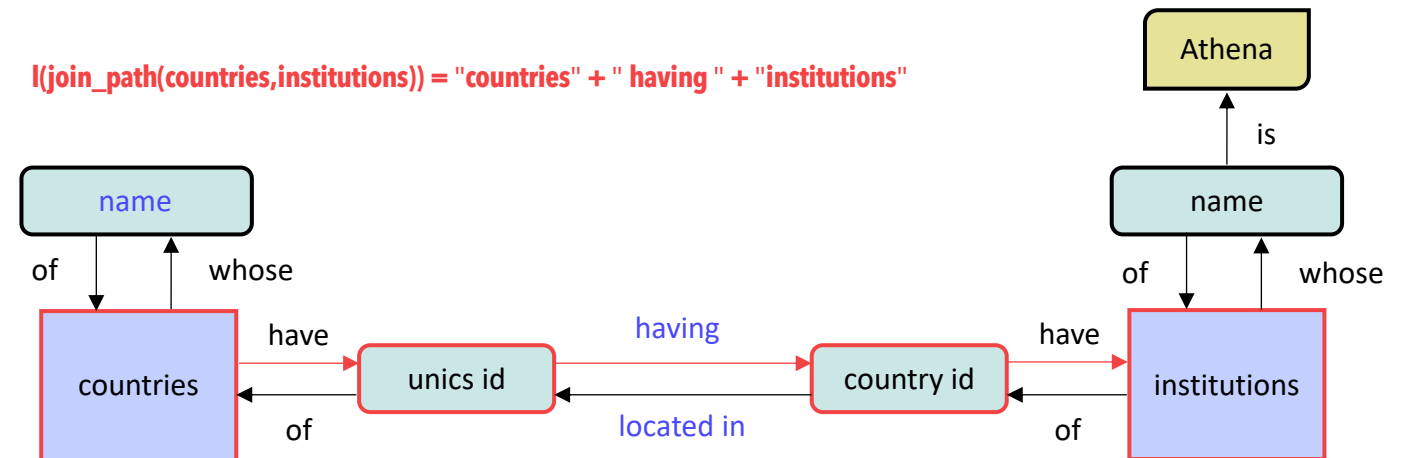 Athena
l(join_path(countries,institutions)) = "countries" + " having " + "institutions"
is
name
name
of
whose
of
whose
have
having
have
countries
unics id
country id
institutions
of
located in
of